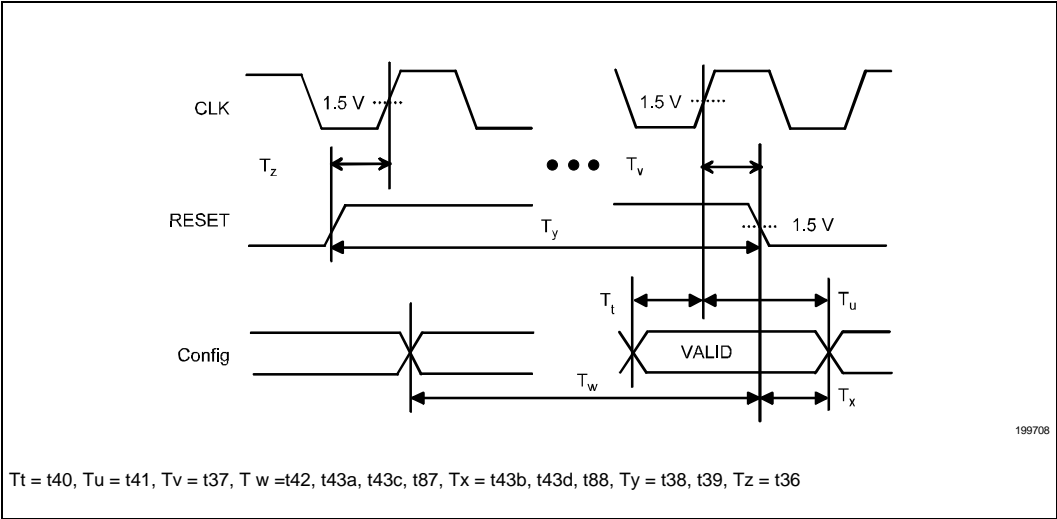 CLK
1.5 V
1.5 V
Tz
Tv
RESET
Ty
1.5 V
Tt
Tu
Config
VALID
Tw
Tx
199708
Tt = t40, Tu = t41, Tv = t37, T w =t42, t43a, t43c, t87, Tx = t43b, t43d, t88, Ty = t38, t39, Tz = t36